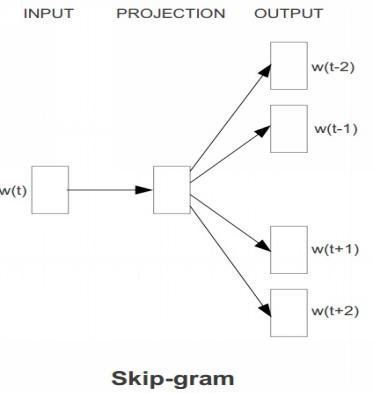 INPUT PROJECTION OUTPUT
w(t-2)
w(t-1)
w(t)
w(t+1)
w(t+2)
Skip-gram